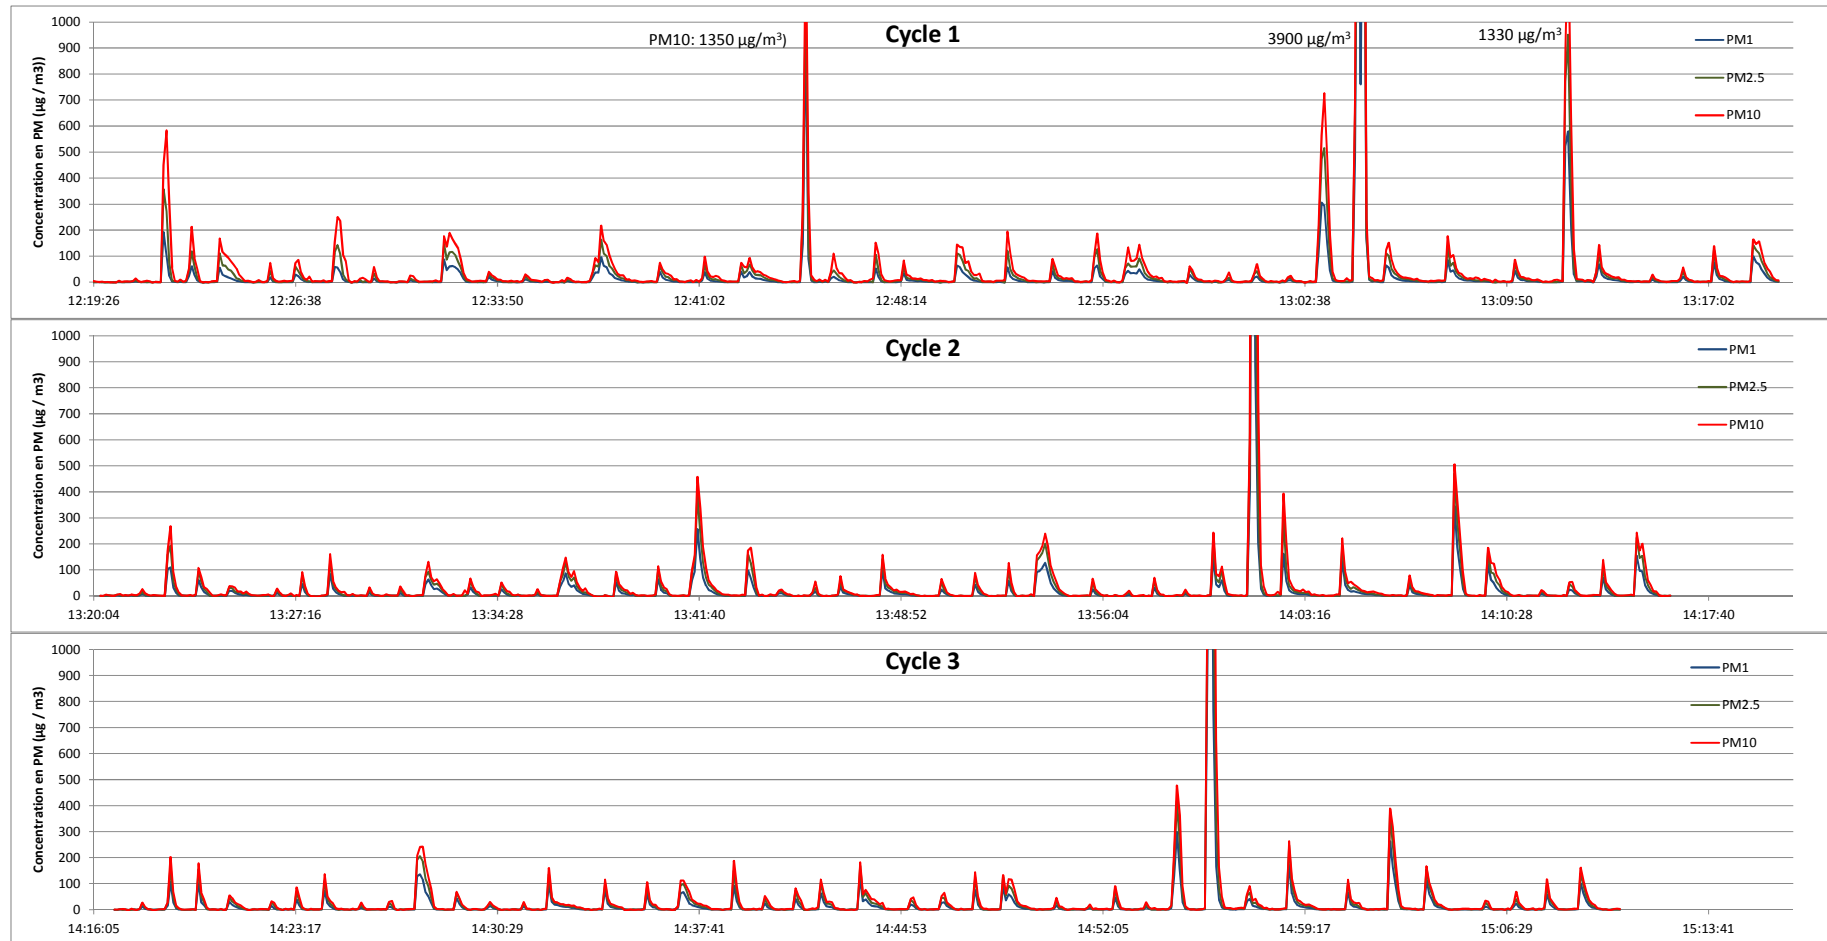 Cycle 1
PM10: 1350 µg/m³)
3900 µg/m³
1330 µg/m³
Concentration en PM (µg / m3))
1000
900
800
700
600
500
400
300
200
100
0
PM1
PM2.5
PM10
12:19:26 12:26:38 12:33:50 12:41:02 12:48:14 12:55:26 13:02:38 13:09:50 13:17:02
Cycle 2
Concentration en PM (µg / m3)
1000
900
800
700
600
500
400
300
200
100
0
PM1
PM2.5
PM10
13:20:04 13:27:16 13:34:28 13:41:40 13:48:52 13:56:04 14:03:16 14:10:28 14:17:40
Cycle 3
Concentration en PM (µg / m3)
1000
900
800
700
600
500
400
300
200
100
0
PM1
PM2.5
PM10
14:16:05 14:23:17 14:30:29 14:37:41 14:44:53 14:52:05 14:59:17 15:06:29 15:13:41